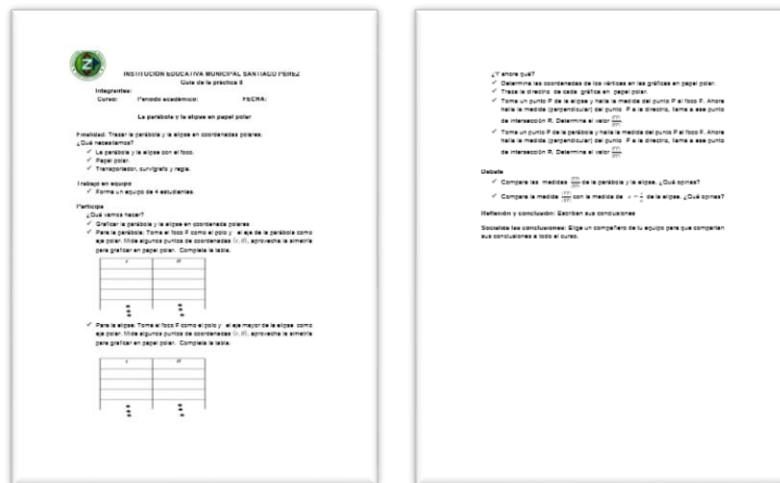 INSTITUCIÓN EDUCATIVA MUNICIPAL SANTIAGO PÉREZ
Guía de la práctica 8
Integrantes:
Curso: Periodo académico: FECHA:
La parábola y la elipse en papel polar
Finalidad: Trazar la parábola y la elipse en coordenadas polares.
¿Qué necesitamos?
✓ La parábola y la elipse con el foco.
✓ Papel polar.
✓ Transportador, curvígrafo y regla.
Trabajo en equipo
✓ Forma un equipo de 4 estudiantes
Participa
¿Qué vamos hacer?
✓ Graficar la parábola y la elipse en coordenadas polares
✓ Para la parábola: Toma el foco F como el polo y el eje de la parábola como
eje polar. Mide algunos puntos de coordenadas (r, θ), aprovecha la simetría
para graficar en papel polar. Completa la tabla.
r θ
✓ Para la elipse: Toma el foco F como el polo y el eje mayor de la elipse como
eje polar. Mide algunos puntos de coordenadas (r, θ), aprovecha la simetría
para graficar en papel polar. Completa la tabla.
r θ
¿Y ahora qué?
✓ Determina las coordenadas de los vértices en las gráficas en papel polar.
✓ Traza la directriz de cada gráfica en papel polar.
✓ Toma un punto P de la elipse y halla la medida del punto P al foco F. Ahora
halla la medida (perpendicular) del punto P a la directriz, llama a ese punto
de intersección R. Determina el valor
✓ Toma un punto P de la parábola y halla la medida del punto P al foco F. Ahora
halla la medida (perpendicular) del punto P a la directriz, llama a ese punto
de intersección R. Determina el valor
Debate
✓ Compara las medidas de la parábola y la elipse. ¿Qué opinas?
✓ Compara la medida con la medida de de la elipse. ¿Qué opinas?
Reflexión y conclusión: Escriban sus conclusiones
Socializa las conclusiones: Elige un compañero de tu equipo para que compartan
sus conclusiones a todo el curso.